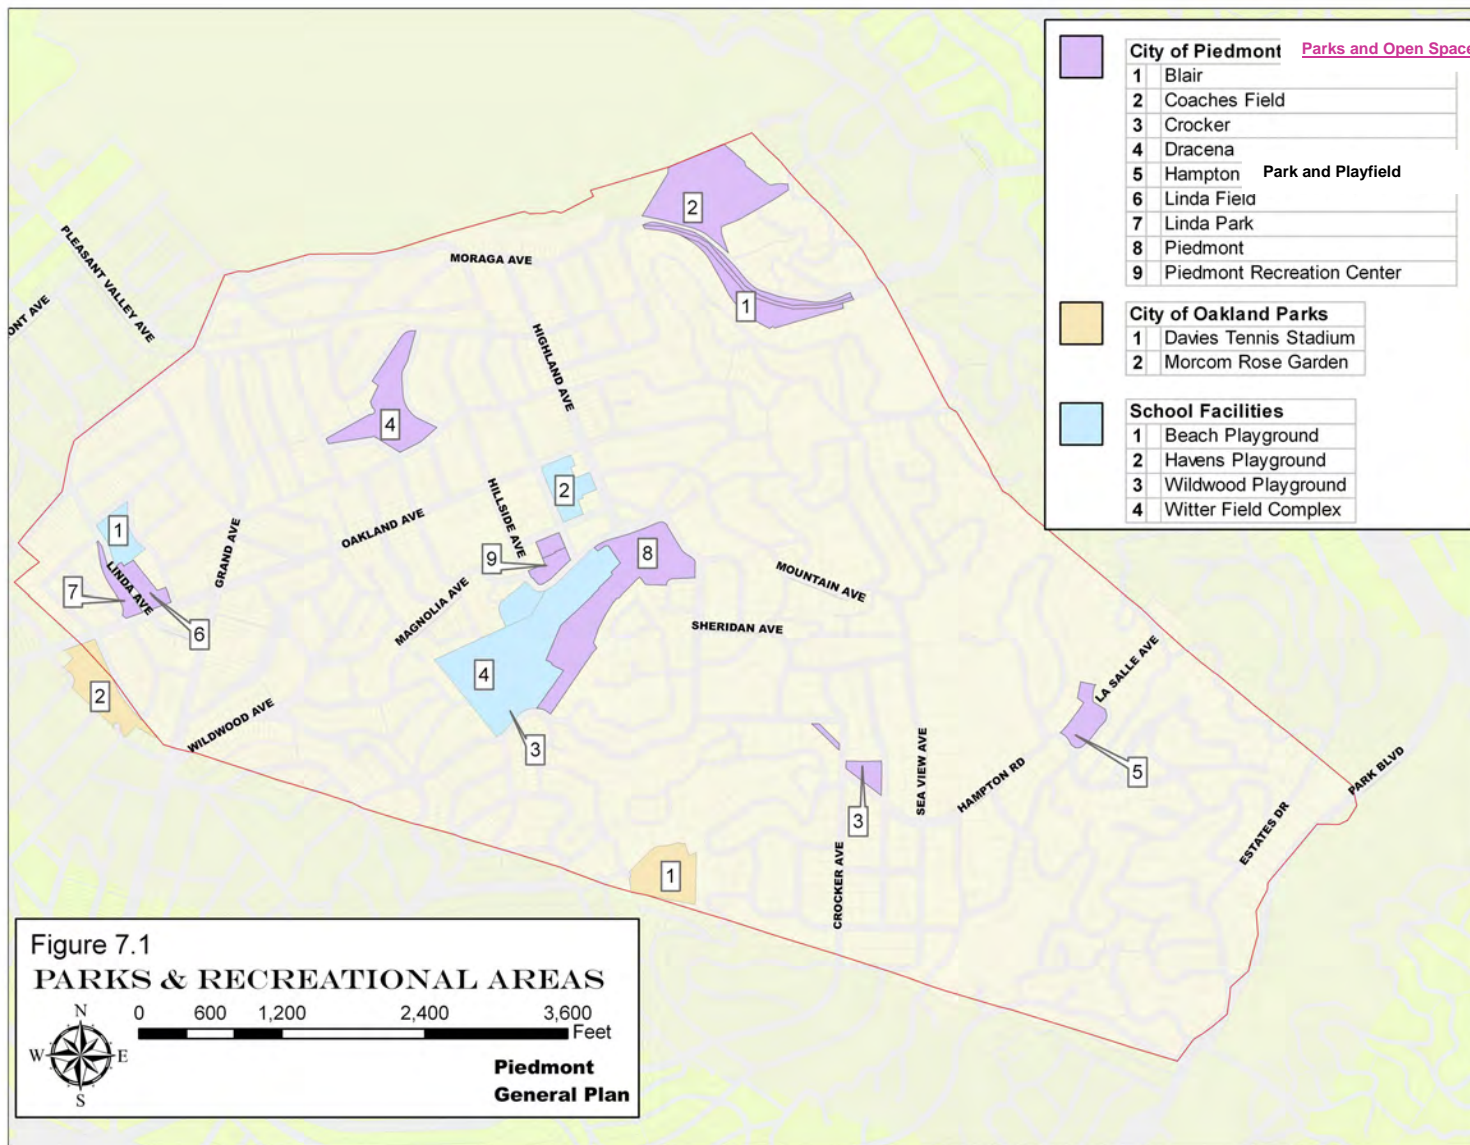 City of Piedmont Parks and Open Space
1 Blair
2 Coaches Field
3 Crocker
4 Dracena
5 Hampton Park and Playfield
6 Linda Field
7 Linda Park
8 Piedmont
9 Piedmont Recreation Center
City of Oakland Parks
1 Davies Tennis Stadium
2 Morcom Rose Garden
School Facilities
1 Beach Playground
2 Havens Playground
3 Wildwood Playground
4 Witter Field Complex
PLEASANT VALLEY AVE
ONT AVE
MORAGA AVE
HIGHLAND AVE
2
1
4
2
HILLSIDE AVE
OAKLAND AVE
GRAND AVE
1
LINDA AVE
7
6
9
8
MAGNOLIA AVE
MOUNTAIN AVE
SHERIDAN AVE
4
2
WILDWOOD AVE
3
LA SALLE AVE
5
SEA VIEW AVE
HAMPTON RD
PARK BLVD
3
ESTATES DR
CROCKER AVE
1
Figure 7.1
PARKS & RECREATIONAL AREAS
N
W E
S
0 600 1,200 2,400 3,600
Feet
Piedmont
General Plan